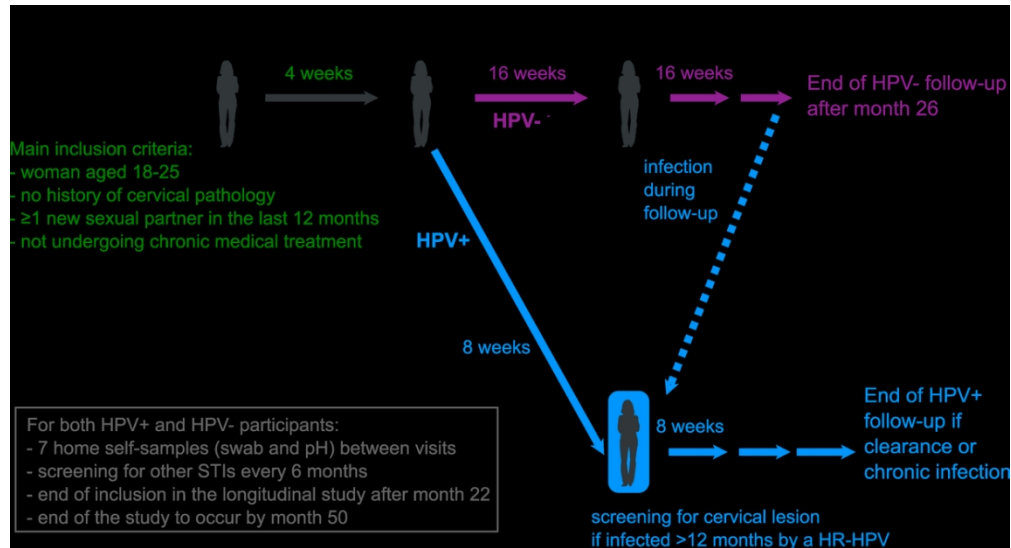 4 weeks
16 weeks
16 weeks
HPV-
End of HPV- follow-up
after month 26
Main inclusion criteria:
- woman aged 18-25
- no history of cervical pathology
- ≥1 new sexual partner in the last 12 months
- not undergoing chronic medical treatment
infection
during
follow-up
HPV+
8 weeks
For both HPV+ and HPV- participants:
- 7 home self-samples (swab and pH) between visits
- screening for other STIs every 6 months
- end of inclusion in the longitudinal study after month 22
- end of the study to occur by month 50
8 weeks
End of HPV+
follow-up if
clearance or
chronic infection
screening for cervical lesion
if infected >12 months by a HR-HPV